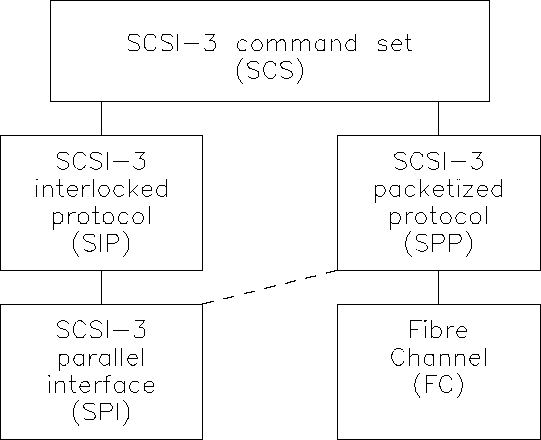 SCSI-3 command set
(SCS)
SCSI-3
interlocked
protocol
(SIP)
SCSI-3
packetized
protocol
(SPP)
SCSI-3
parallel
interface
(SPI)
Fibre
Channel
(FC)